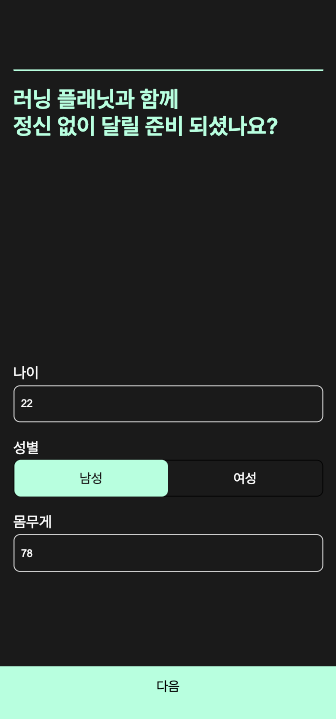 러닝 플래닛과 함께
정신 없이 달릴 준비 되셨나요?
나이
22
성별
남성 여성
몸무게
78
다음